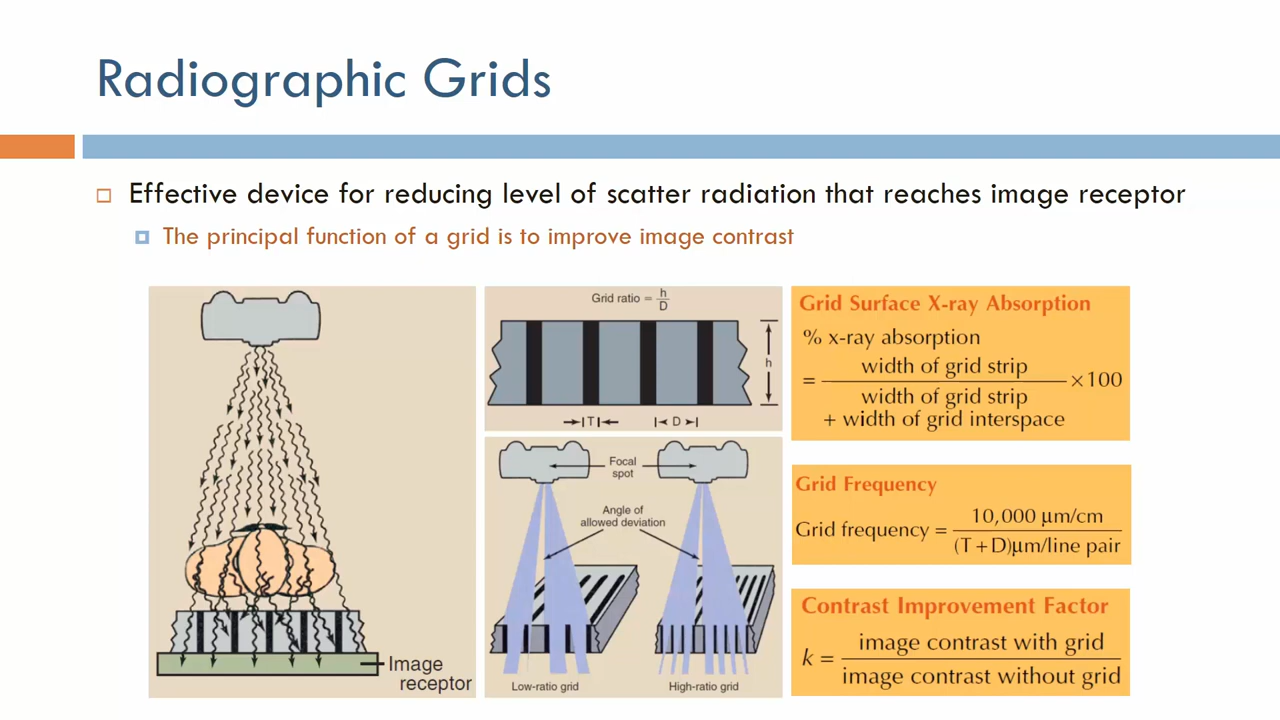 Radiographic Grids
Effective device for reducing level of scatter radiation that reaches image receptor
The principal function of a grid is to improve image contrast
Image
receptor
Grid ratio = h/D
h
T
D
Focal
spot
Angle of
allowed deviation
Low-ratio grid
High-ratio grid
Grid Surface X-ray Absorption
% x-ray absorption
= width of grid strip
width of grid strip
+ width of grid interspace
×100
Grid Frequency
Grid frequency = 10,000 µm/cm
(T+D)µm/line pair
Contrast Improvement Factor
k = image contrast with grid
image contrast without grid